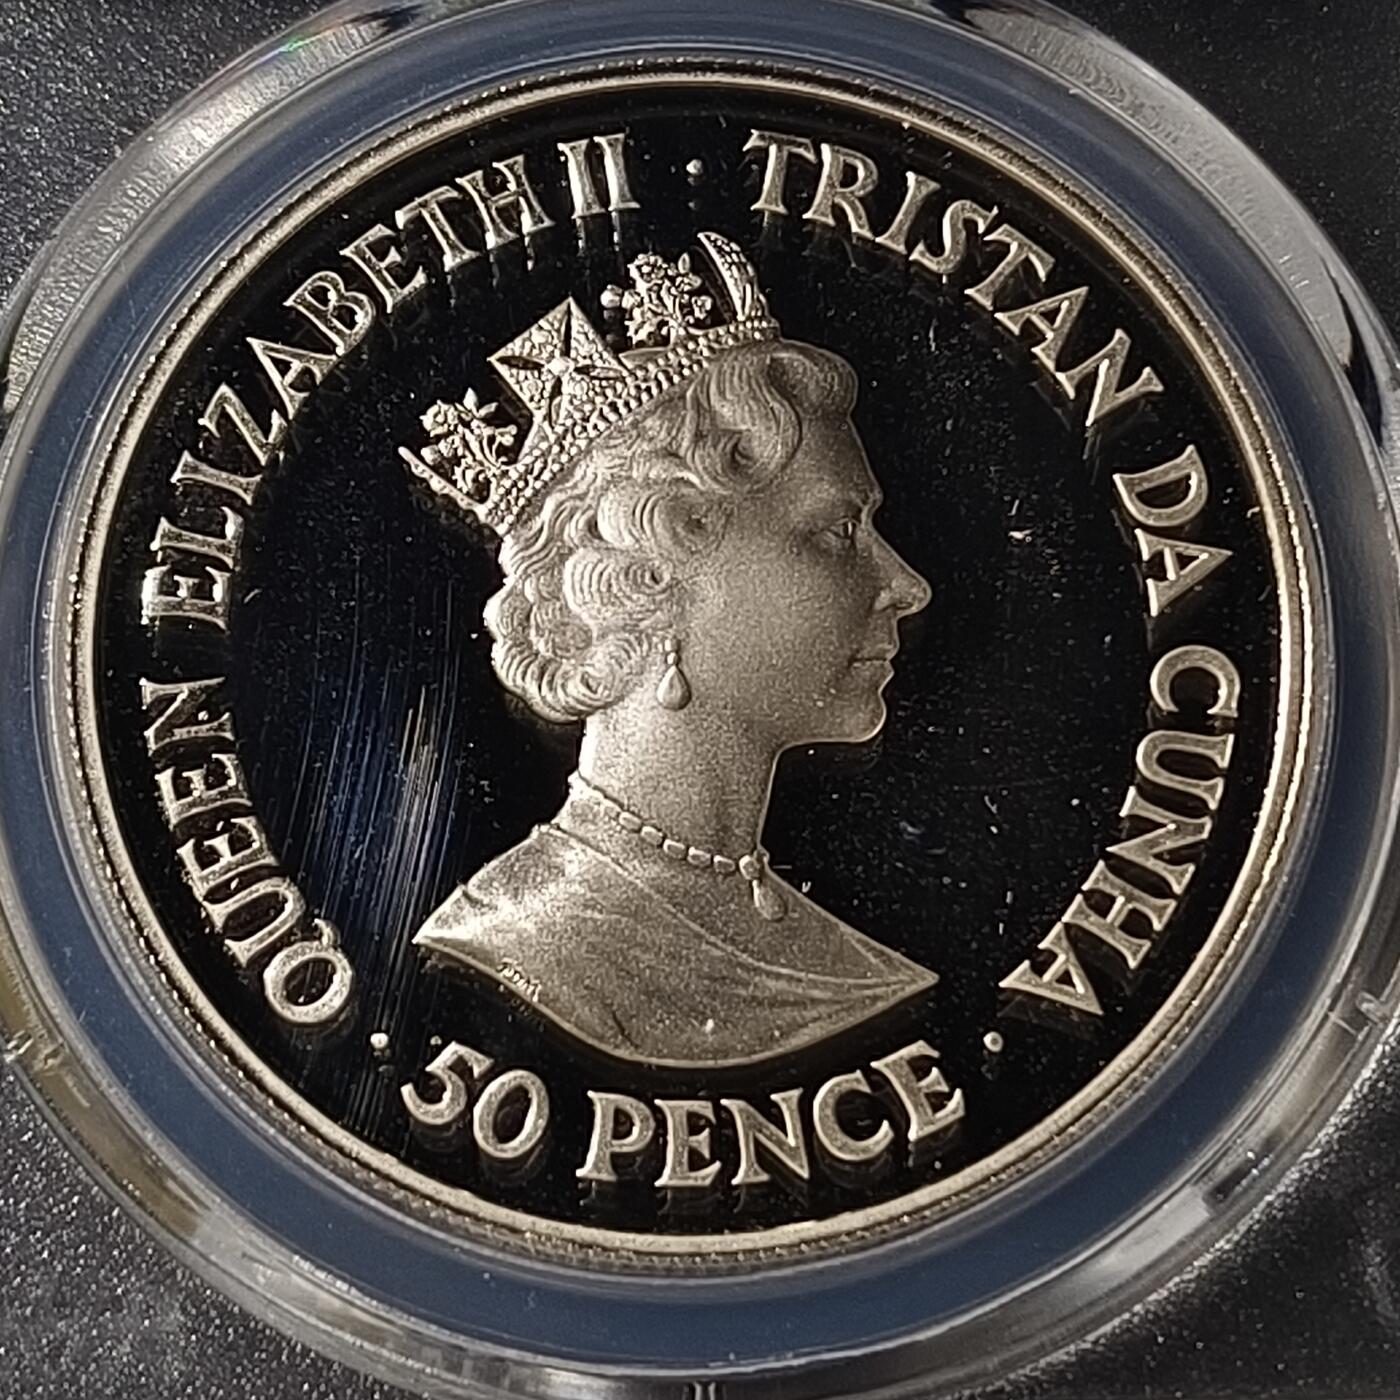 QUEEN ELIZABETH II · TRISTAN DA CUNHA
· 50 PENCE ·